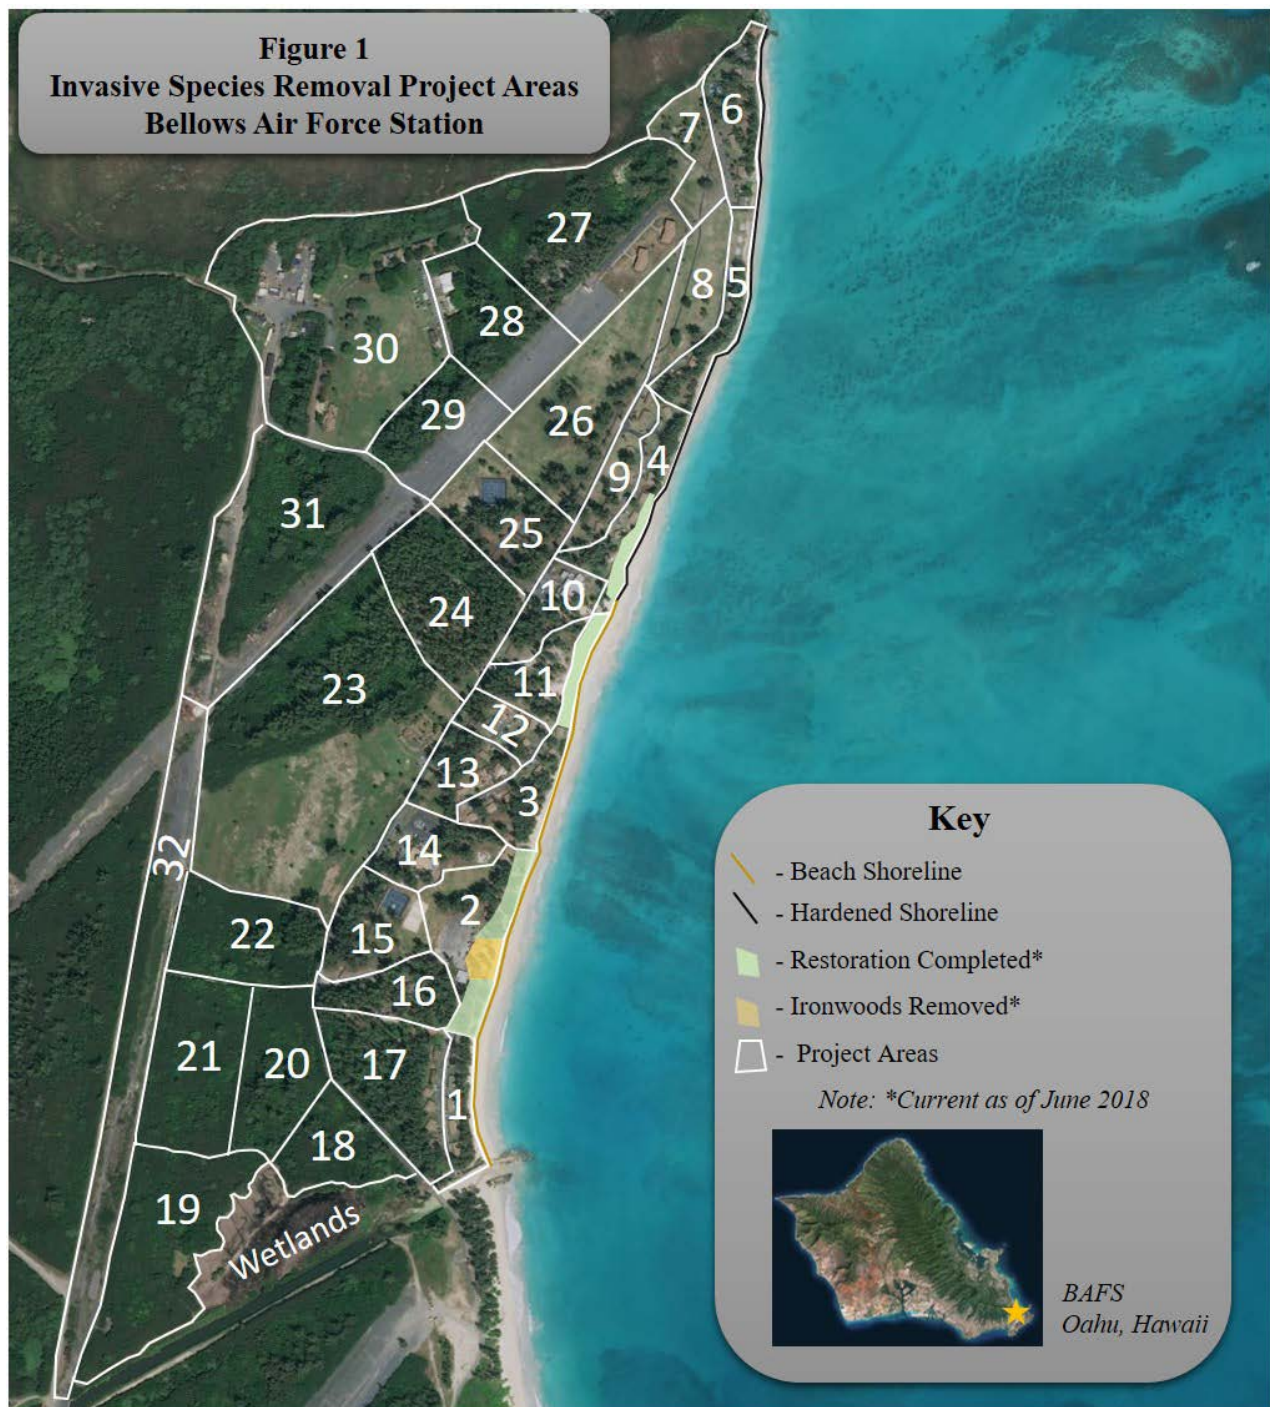 Figure 1
Invasive Species Removal Project Areas
Bellows Air Force Station
6
7
27
8
5
28
30
29
26
4
9
31
25
10
24
11
23
12
13
3
14
32
2
22
15
16
21
20
17
1
18
19
Wetlands
Key
- Beach Shoreline
- Hardened Shoreline
- Restoration Completed*
- Ironwoods Removed*
- Project Areas
Note: *Current as of June 2018
BAFS
Oahu, Hawaii